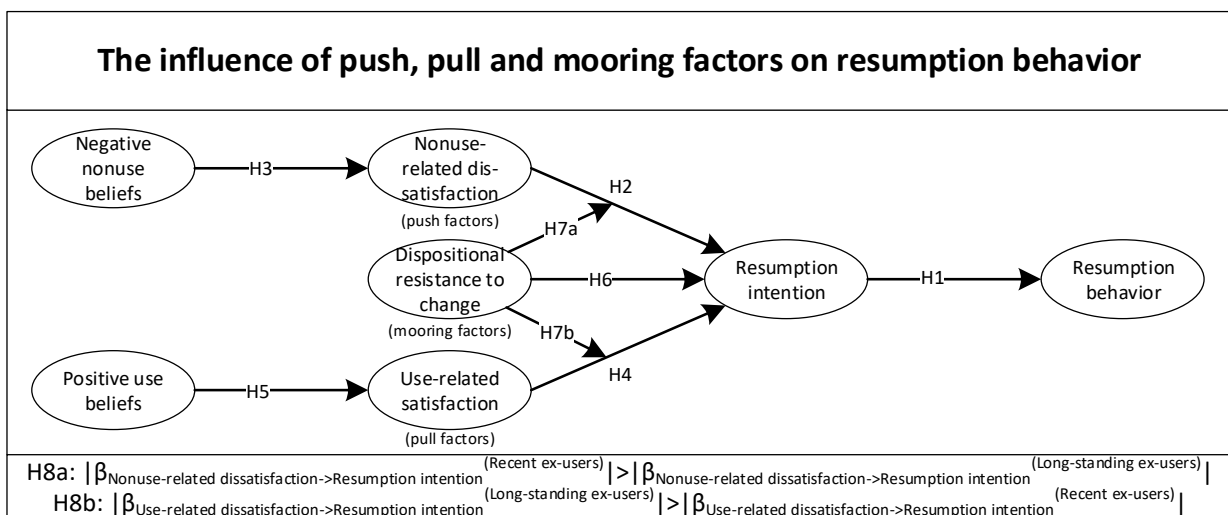 The influence of push, pull and mooring factors on resumption behavior
Negative
nonuse
beliefs
H3
Nonuse-
related dis-
satisfaction
(push factors)
H2
H7a
Dispositional
resistance to
change
(mooring factors)
H6
Resumption
intention
H1
Resumption
behavior
H7b
Positive use
beliefs
H5
Use-related
satisfaction
(pull factors)
H4
H8a: |βNonuse-related dissatisfaction->Resumption intention(Recent ex-users)|>|βNonuse-related dissatisfaction->Resumption intention(Long-standing ex-users)|
H8b: |βUse-related dissatisfaction->Resumption intention(Long-standing ex-users)|>|βUse-related dissatisfaction->Resumption intention(Recent ex-users)|